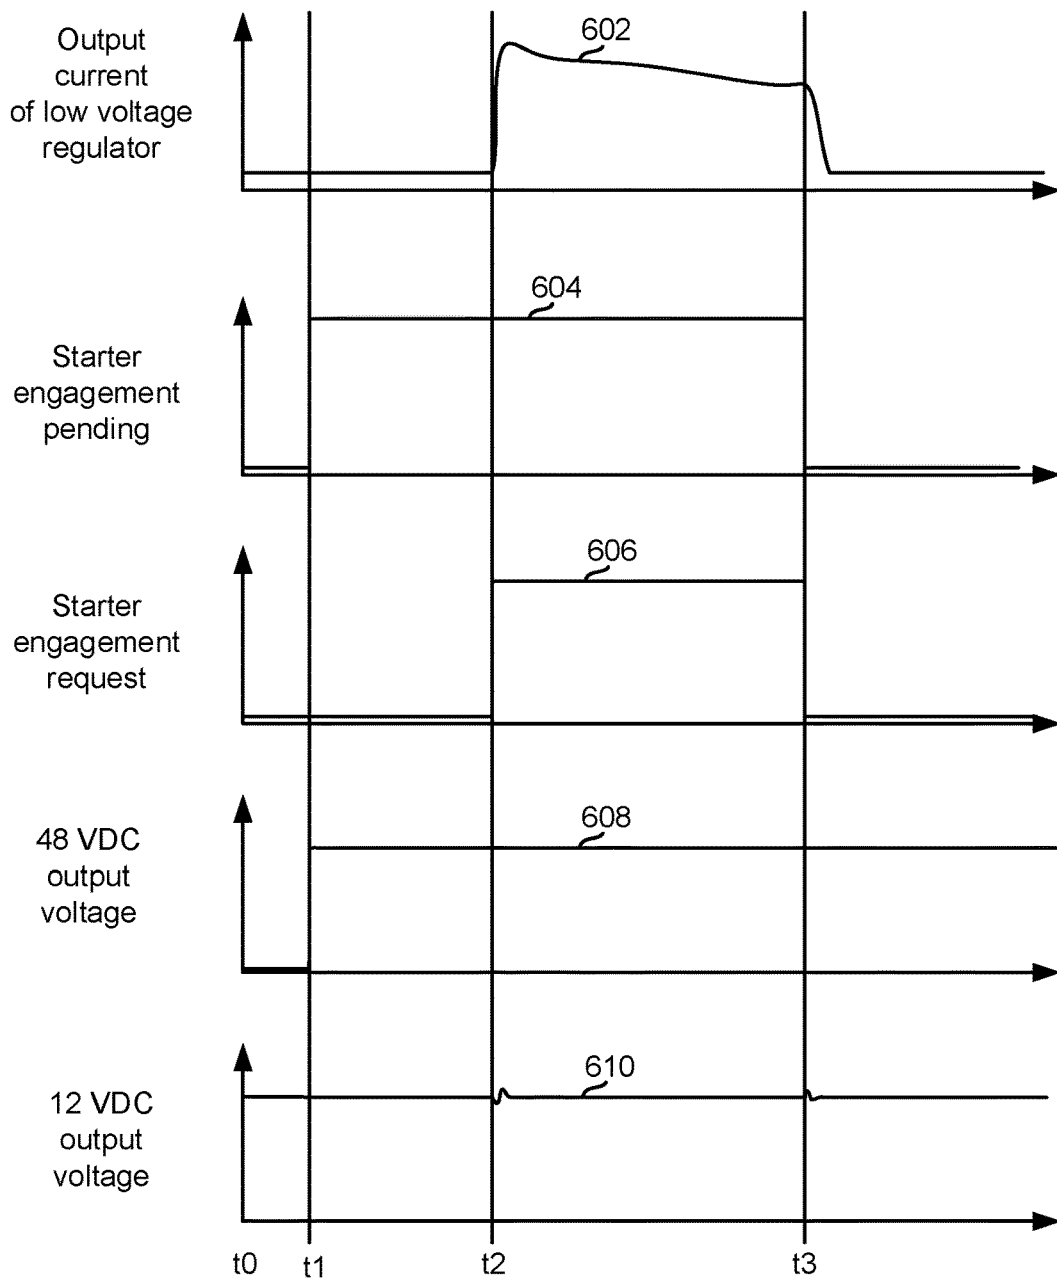 Output
current
of low voltage
regulator
602
Starter
engagement
pending
604
Starter
engagement
request
606
48 VDC
output
voltage
608
12 VDC
output
voltage
610
t0
t1
t2
t3